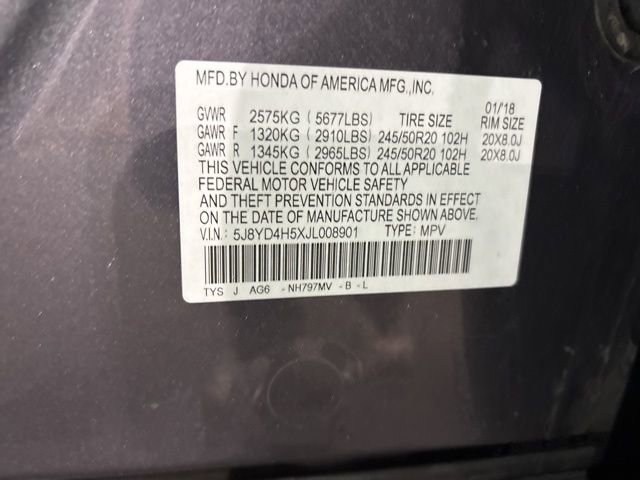 MFD.BY HONDA OF AMERICA MFG.,INC. 01/18
GVWR 2575KG ( 5677LBS) TIRE SIZE RIM SIZE
GAWR F 1320KG ( 2910LBS) 245/50R20 102H 20X8.0J
GAWR R 1345KG ( 2965LBS) 245/50R20 102H 20X8.0J
THIS VEHICLE CONFORMS TO ALL APPLICABLE
FEDERAL MOTOR VEHICLE SAFETY
AND THEFT PREVENTION STANDARDS IN EFFECT
ON THE DATE OF MANUFACTURE SHOWN ABOVE.
V.I.N.: 5J8YD4H5XJL008901 TYPE: MPV
TYS J AG6 -NH797MV -B -L